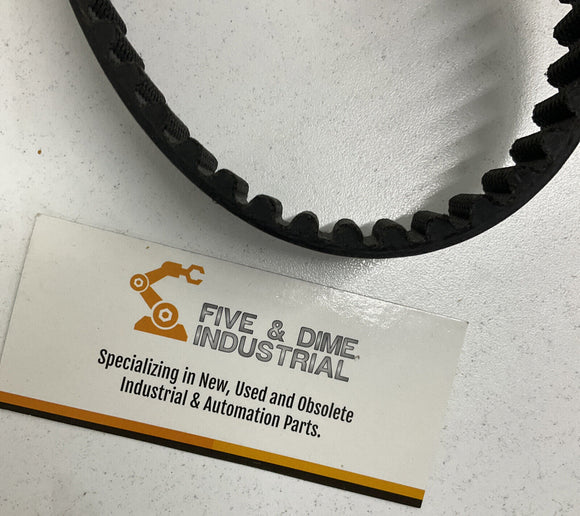 FIVE & DIME
INDUSTRIAL
Specializing in New, Used and Obsolete
Industrial & Automation Parts.